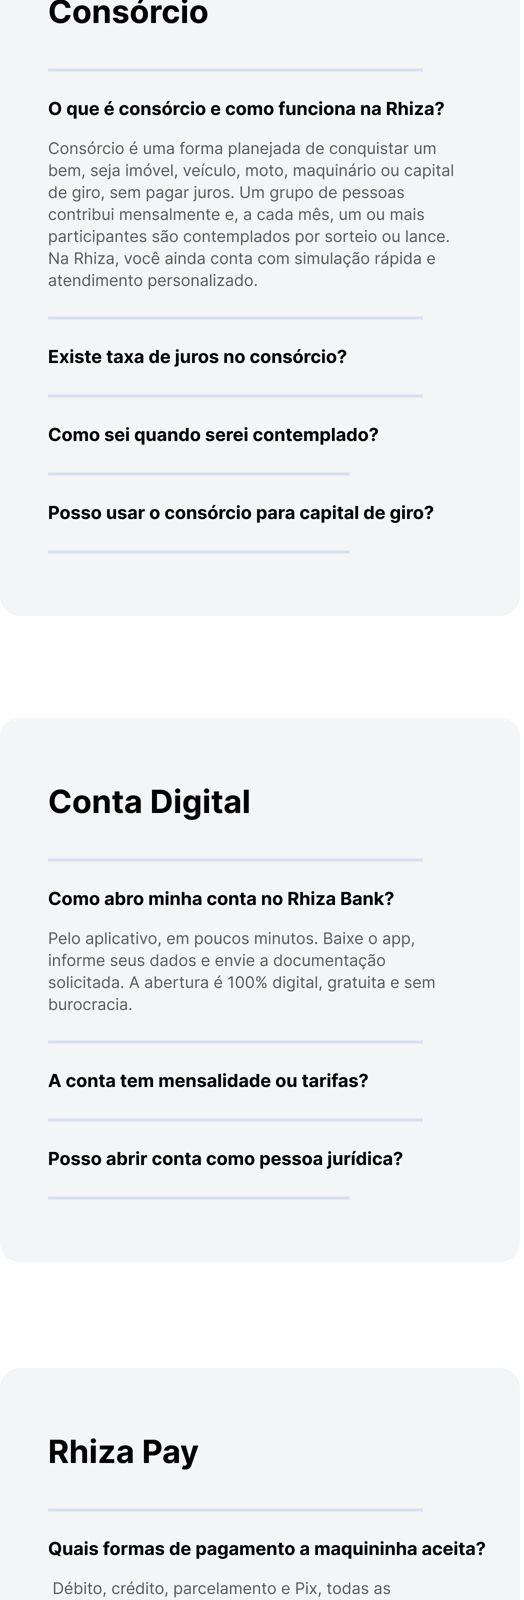 Consórcio
O que é consórcio e como funciona na Rhiza?
Consórcio é uma forma planejada de conquistar um
bem, seja imóvel, veículo, moto, maquinário ou capital
de giro, sem pagar juros. Um grupo de pessoas
contribui mensalmente e, a cada mês, um ou mais
participantes são contemplados por sorteio ou lance.
Na Rhiza, você ainda conta com simulação rápida e
atendimento personalizado.
Existe taxa de juros no consórcio?
Como sei quando serei contemplado?
Posso usar o consórcio para capital de giro?
Conta Digital
Como abro minha conta no Rhiza Bank?
Pelo aplicativo, em poucos minutos. Baixe o app,
informe seus dados e envie a documentação
solicitada. A abertura é 100% digital, gratuita e sem
burocracia.
A conta tem mensalidade ou tarifas?
Posso abrir conta como pessoa jurídica?
Rhiza Pay
Quais formas de pagamento a maquininha aceita?
Débito, crédito, parcelamento e Pix, todas as